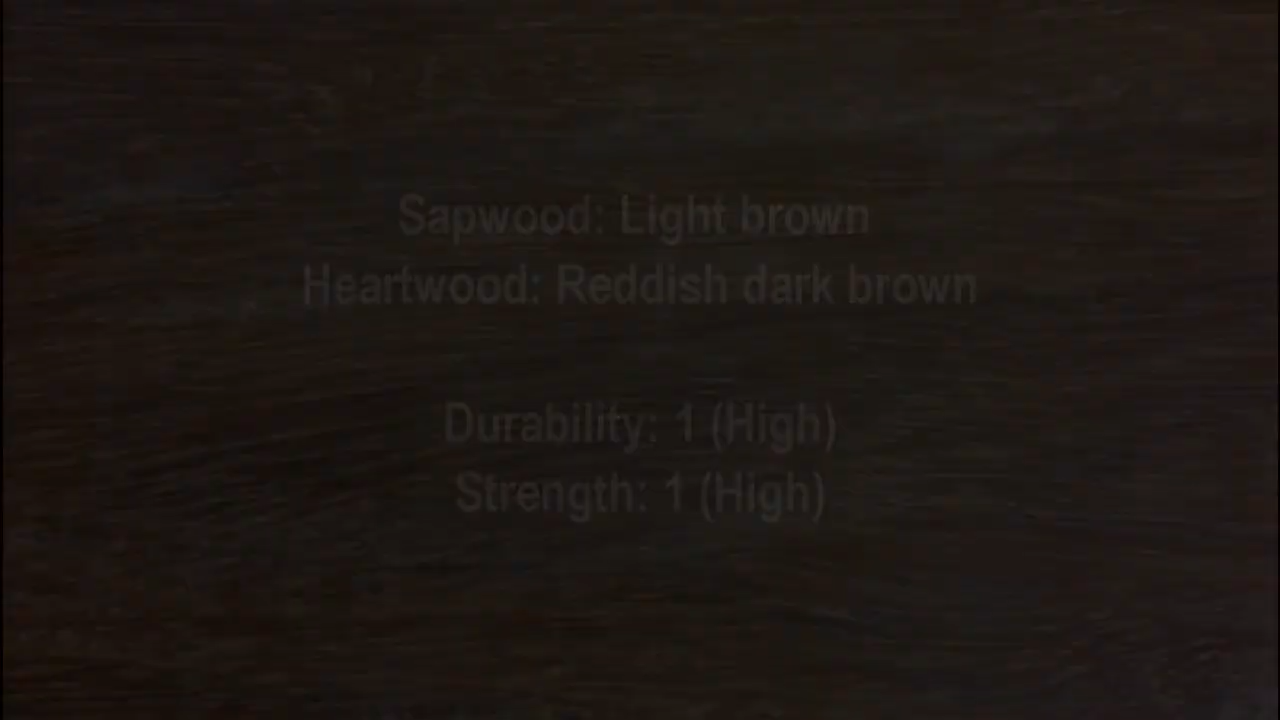 Sapwood: Light brown
Heartwood: Reddish dark brown
Durability: 1 (High)
Strength: 1 (High)